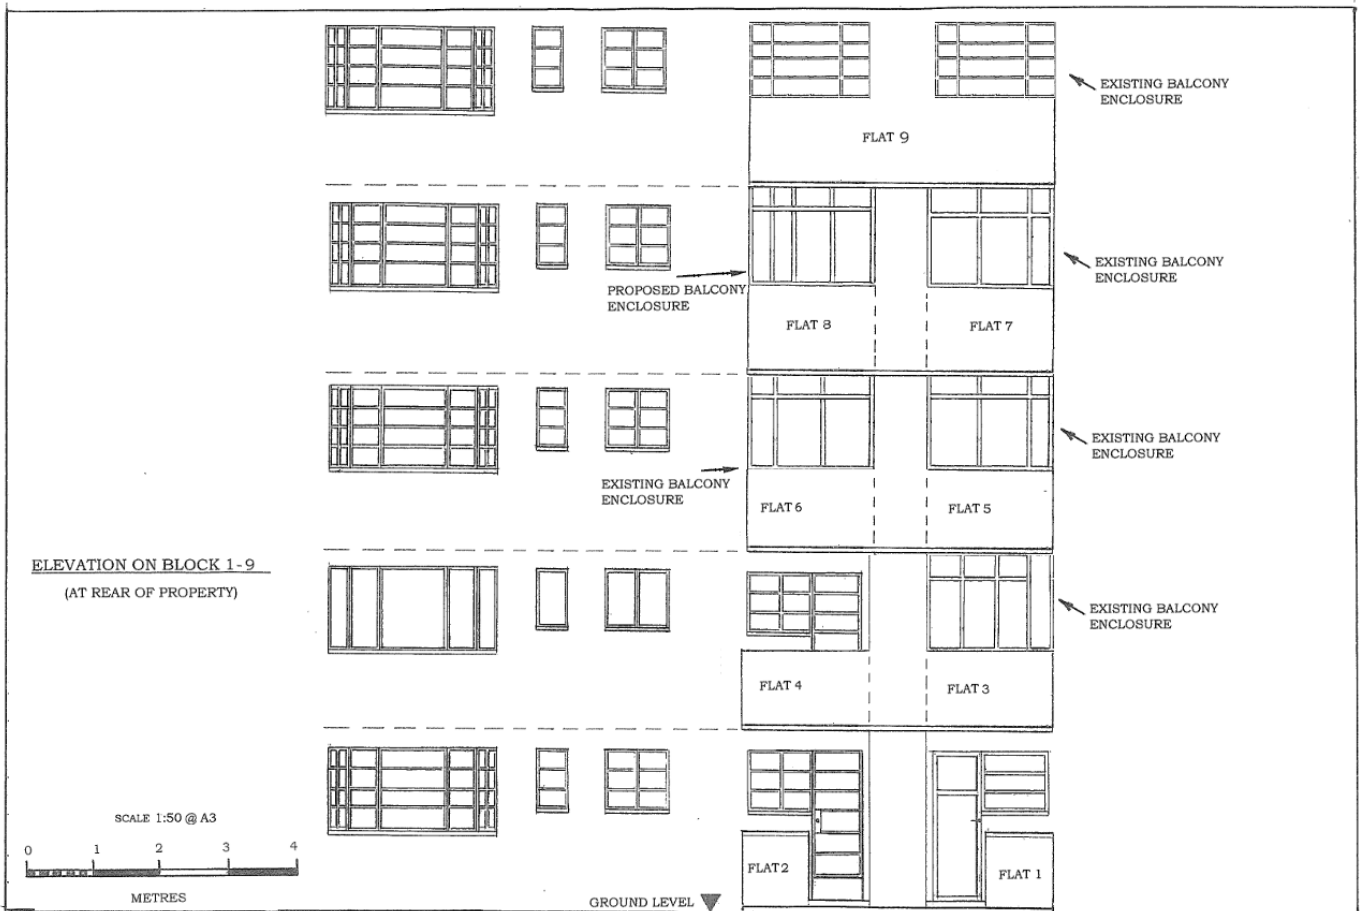 EXISTING BALCONY
ENCLOSURE
FLAT 9
EXISTING BALCONY
ENCLOSURE
PROPOSED BALCONY
ENCLOSURE
FLAT 8
FLAT 7
EXISTING BALCONY
ENCLOSURE
EXISTING BALCONY
ENCLOSURE
FLAT 6
FLAT 5
ELEVATION ON BLOCK 1-9
(AT REAR OF PROPERTY)
EXISTING BALCONY
ENCLOSURE
FLAT 4
FLAT 3
SCALE 1:50 @ A3
0 1 2 3 4
METRES
FLAT 2
FLAT 1
GROUND LEVEL